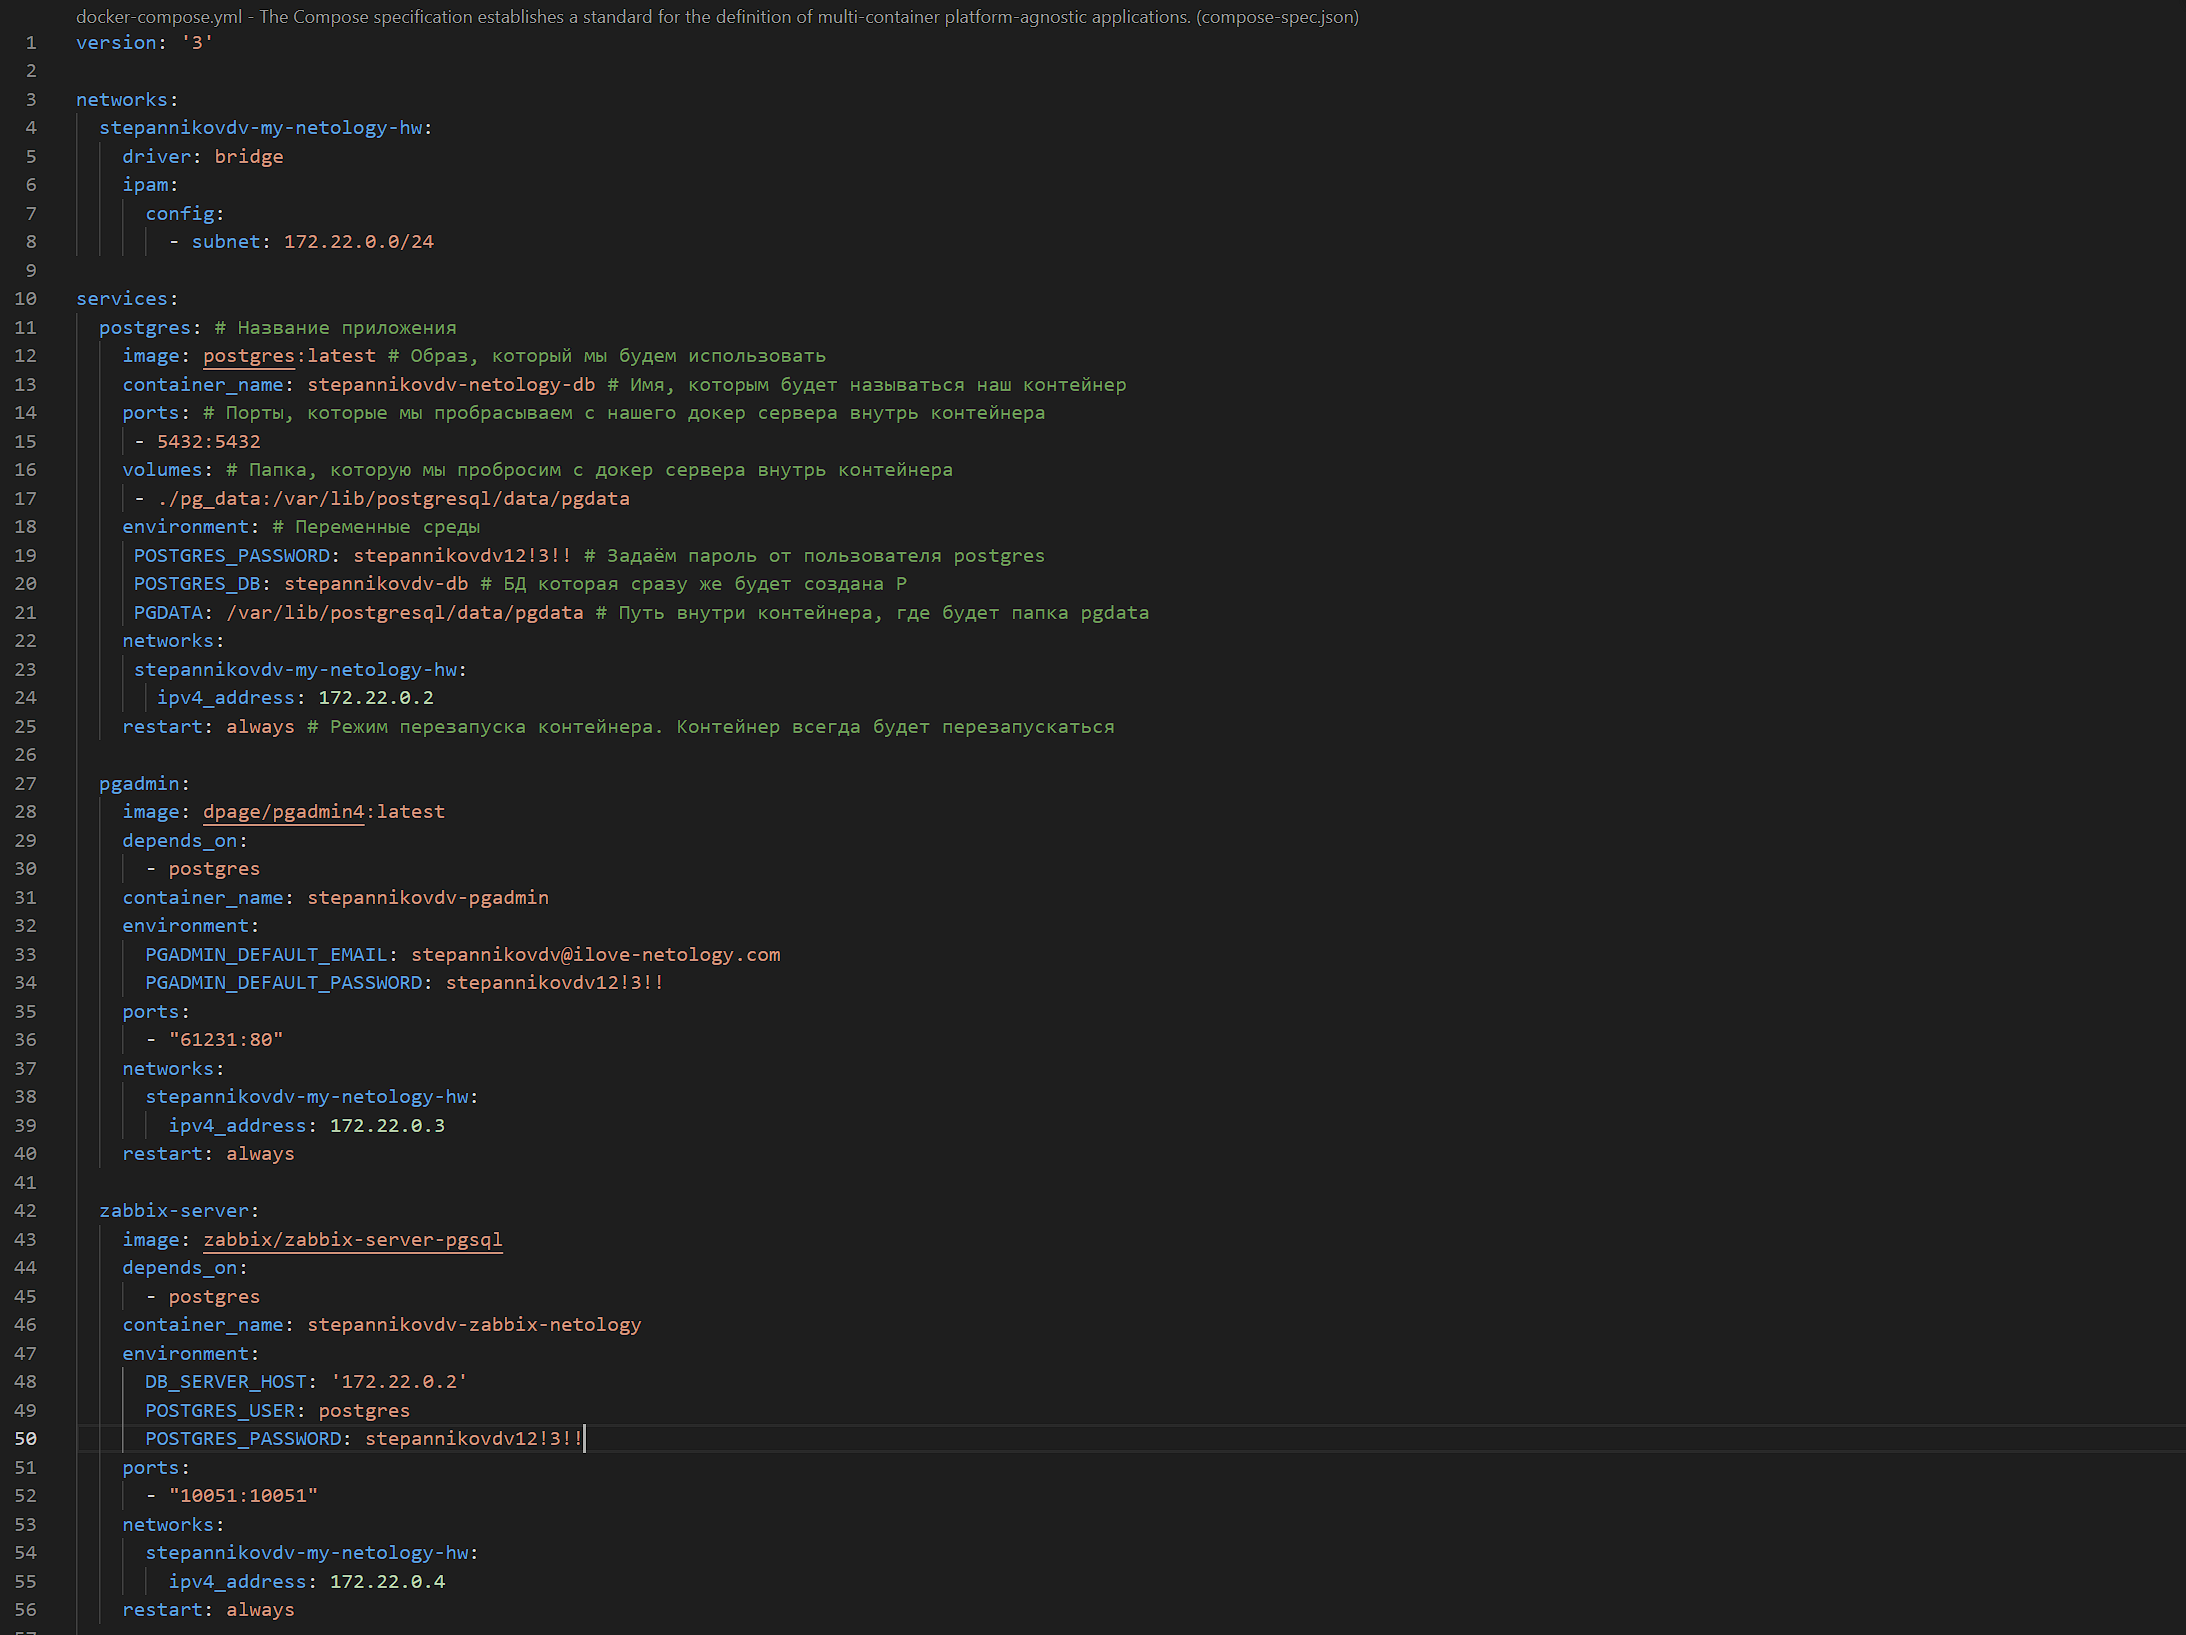 docker-compose.yml - The Compose specification establishes a standard for the definition of multi-container platform-agnostic applications. (compose-spec.json)
1 version: '3'
2
3 networks:
4   stepannikovdv-my-netology-hw:
5     driver: bridge
6     ipam:
7       config:
8         - subnet: 172.22.0.0/24
9
10 services:
11   postgres: # Название приложения
12     image: postgres:latest # Образ, который мы будем использовать
13     container_name: stepannikovdv-netology-db # Имя, которым будет называться наш контейнер
14     ports: # Порты, которые мы пробрасываем с нашего докер сервера внутрь контейнера
15      - 5432:5432
16     volumes: # Папка, которую мы пробросим с докер сервера внутрь контейнера
17      - ./pg_data:/var/lib/postgresql/data/pgdata
18     environment: # Переменные среды
19      POSTGRES_PASSWORD: stepannikovdv12!3!! # Задаём пароль от пользователя postgres
20      POSTGRES_DB: stepannikovdv-db # БД которая сразу же будет создана Р
21      PGDATA: /var/lib/postgresql/data/pgdata # Путь внутри контейнера, где будет папка pgdata
22     networks:
23      stepannikovdv-my-netology-hw:
24        ipv4_address: 172.22.0.2
25     restart: always # Режим перезапуска контейнера. Контейнер всегда будет перезапускаться
26
27   pgadmin:
28     image: dpage/pgadmin4:latest
29     depends_on:
30       - postgres
31     container_name: stepannikovdv-pgadmin
32     environment:
33       PGADMIN_DEFAULT_EMAIL: stepannikovdv@ilove-netology.com
34       PGADMIN_DEFAULT_PASSWORD: stepannikovdv12!3!!
35     ports:
36       - "61231:80"
37     networks:
38       stepannikovdv-my-netology-hw:
39         ipv4_address: 172.22.0.3
40     restart: always
41
42   zabbix-server:
43     image: zabbix/zabbix-server-pgsql
44     depends_on:
45       - postgres
46     container_name: stepannikovdv-zabbix-netology
47     environment:
48       DB_SERVER_HOST: '172.22.0.2'
49       POSTGRES_USER: postgres
50       POSTGRES_PASSWORD: stepannikovdv12!3!!
51     ports:
52       - "10051:10051"
53     networks:
54       stepannikovdv-my-netology-hw:
55         ipv4_address: 172.22.0.4
56     restart: always